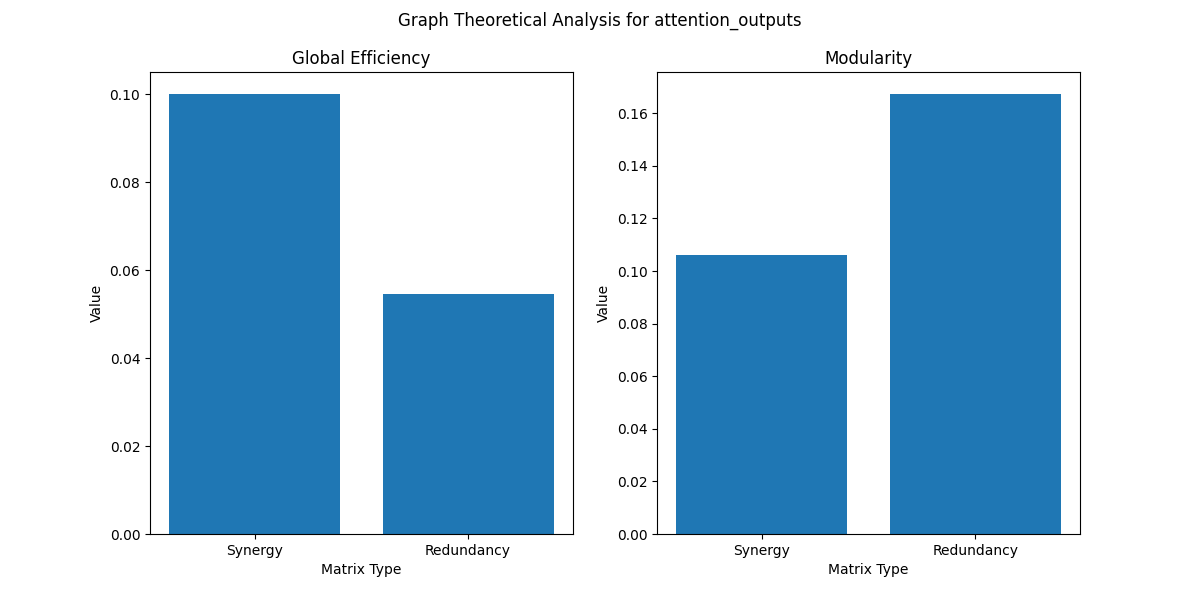 Graph Theoretical Analysis for attention_outputs
Global Efficiency
0.10
0.08
0.06
0.04
0.02
0.00
Value
Synergy
Redundancy
Matrix Type
Modularity
0.16
0.14
0.12
0.10
0.08
0.06
0.04
0.02
0.00
Value
Synergy
Redundancy
Matrix Type